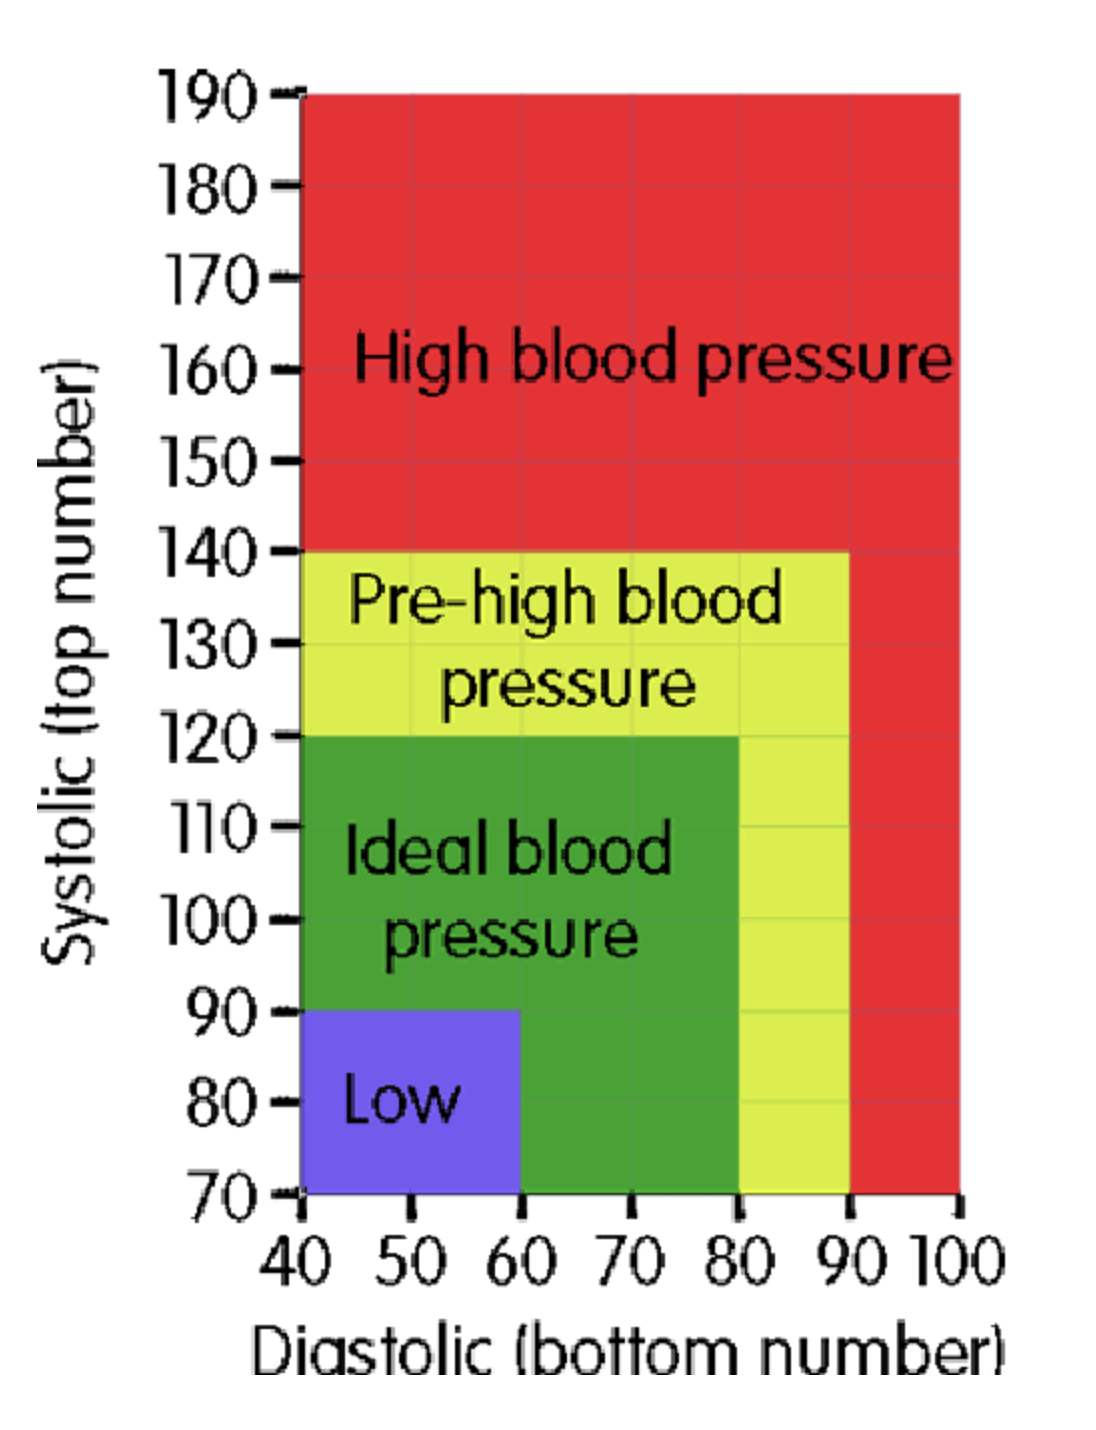 190
180
170
160
150
140
130
120
110
100
90
80
70
Systolic (top number)
High blood pressure
Pre-high blood
pressure
Ideal blood
pressure
Low
40 50 60 70 80 90 100
Diastolic (bottom number)